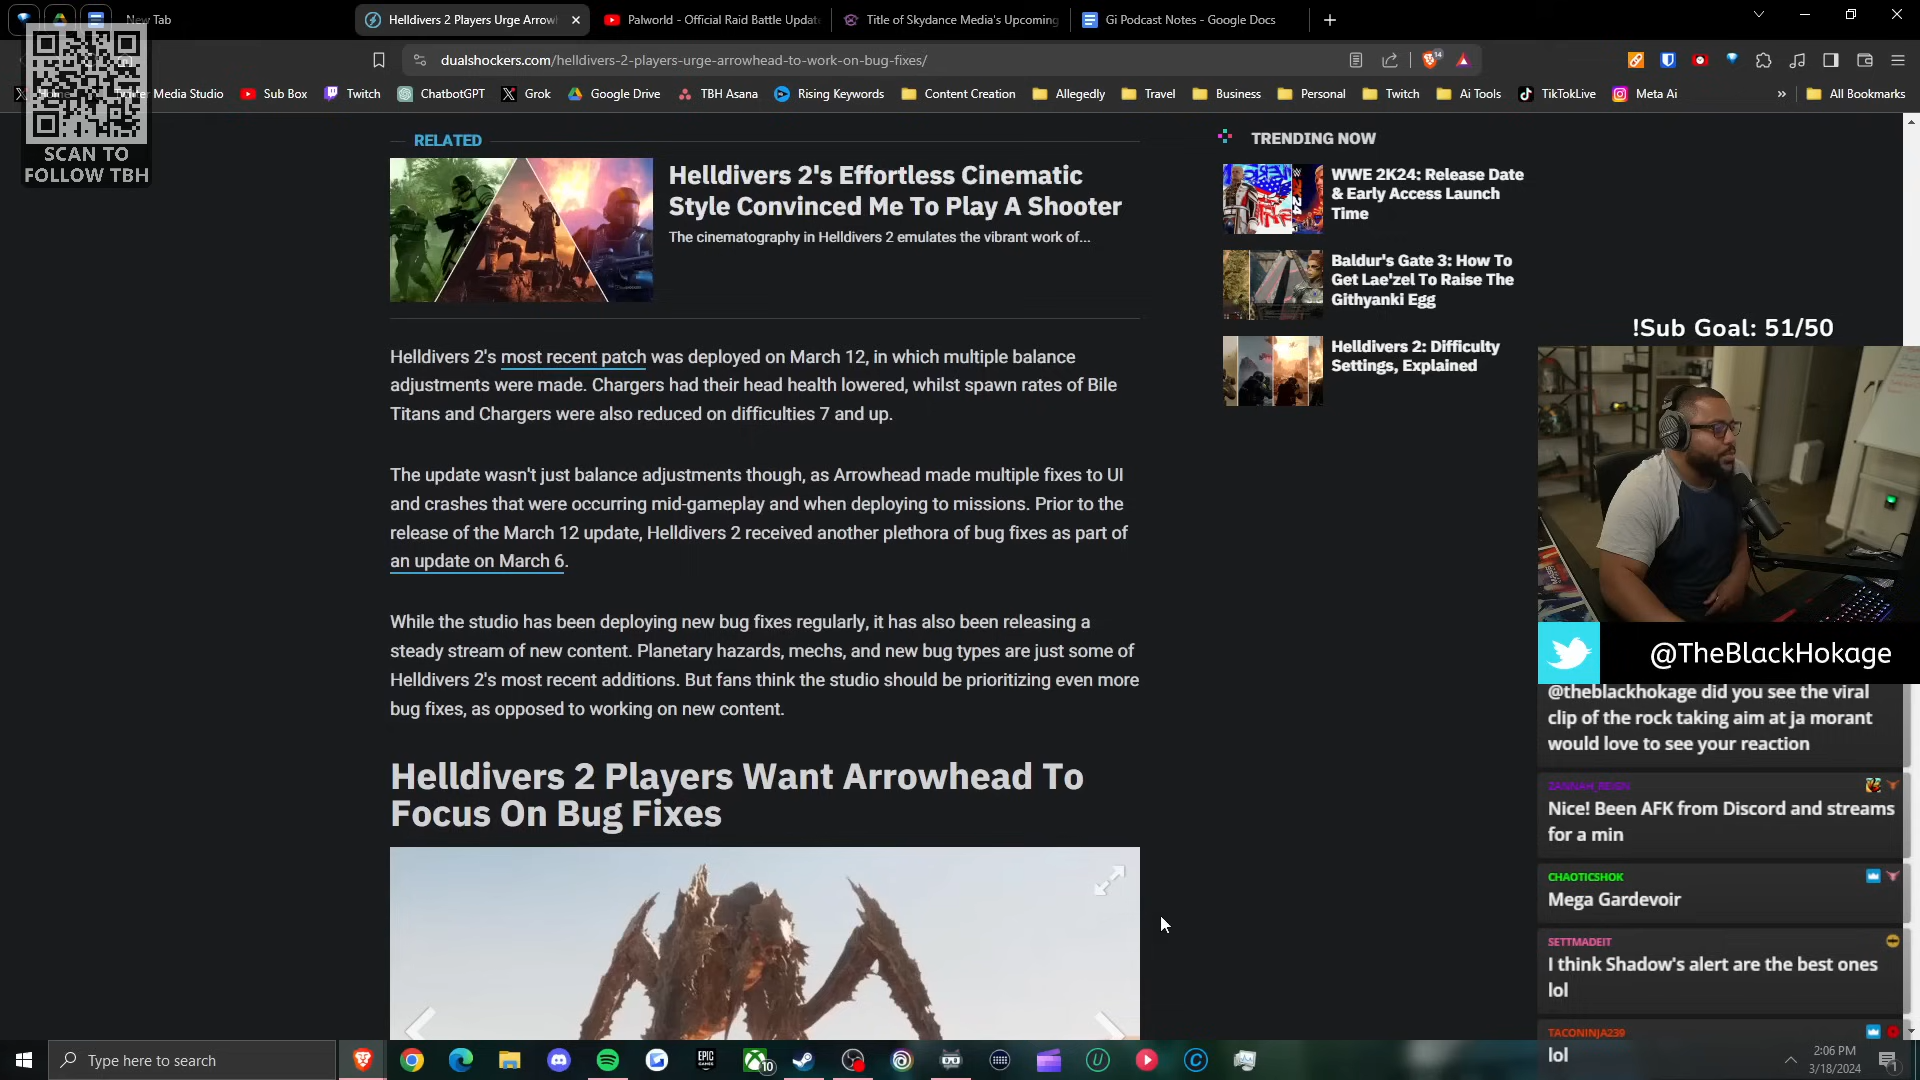 New Tab
Helldivers 2 Players Urge Arrow
Palworld - Official Raid Battle Updat
Title of Skydance Media's Upcoming
Gi Podcast Notes - Google Docs
dualshockers.com/helldivers-2-players-urge-arrowhead-to-work-on-bug-fixes/
14
Media Studio
Sub Box
Twitch
ChatbotGPT
Grok
Google Drive
TBH Asana
Rising Keywords
Content Creation
Allegedly
Travel
Business
Personal
Twitch
Ai Tools
TikTokLive
Meta Ai
All Bookmarks
SCAN TO
FOLLOW TBH
RELATED
Helldivers 2's Effortless Cinematic
Style Convinced Me To Play A Shooter
The cinematography in Helldivers 2 emulates the vibrant work of...
Helldivers 2's most recent patch was deployed on March 12, in which multiple balance
adjustments were made. Chargers had their head health lowered, whilst spawn rates of Bile
Titans and Chargers were also reduced on difficulties 7 and up.
The update wasn't just balance adjustments though, as Arrowhead made multiple fixes to UI
and crashes that were occurring mid-gameplay and when deploying to missions. Prior to the
release of the March 12 update, Helldivers 2 received another plethora of bug fixes as part of
an update on March 6.
While the studio has been deploying new bug fixes regularly, it has also been releasing a
steady stream of new content. Planetary hazards, mechs, and new bug types are just some of
Helldivers 2's most recent additions. But fans think the studio should be prioritizing even more
bug fixes, as opposed to working on new content.
Helldivers 2 Players Want Arrowhead To
Focus On Bug Fixes
TRENDING NOW
WWE 2K24: Release Date
& Early Access Launch
Time
Baldur's Gate 3: How To
Get Lae'zel To Raise The
Githyanki Egg
Helldivers 2: Difficulty
Settings, Explained
!Sub Goal: 51/50
@TheBlackHokage
@theblackhokage did you see the viral
clip of the rock taking aim at ja morant
would love to see your reaction
ZANNAH_REIGN
Nice! Been AFK from Discord and streams
for a min
CHAOTICSHOK
Mega Gardevoir
SETTMADEIT
I think Shadow's alert are the best ones
lol
TACONINJA239
lol
Type here to search
EPIC
GAMES
10
2:06 PM
3/18/2024
1